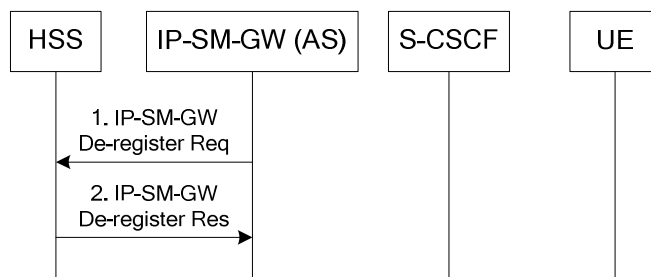 HSS
IP-SM-GW (AS)
S-CSCF
UE
1. IP-SM-GW
De-register Req
2. IP-SM-GW
De-register Res